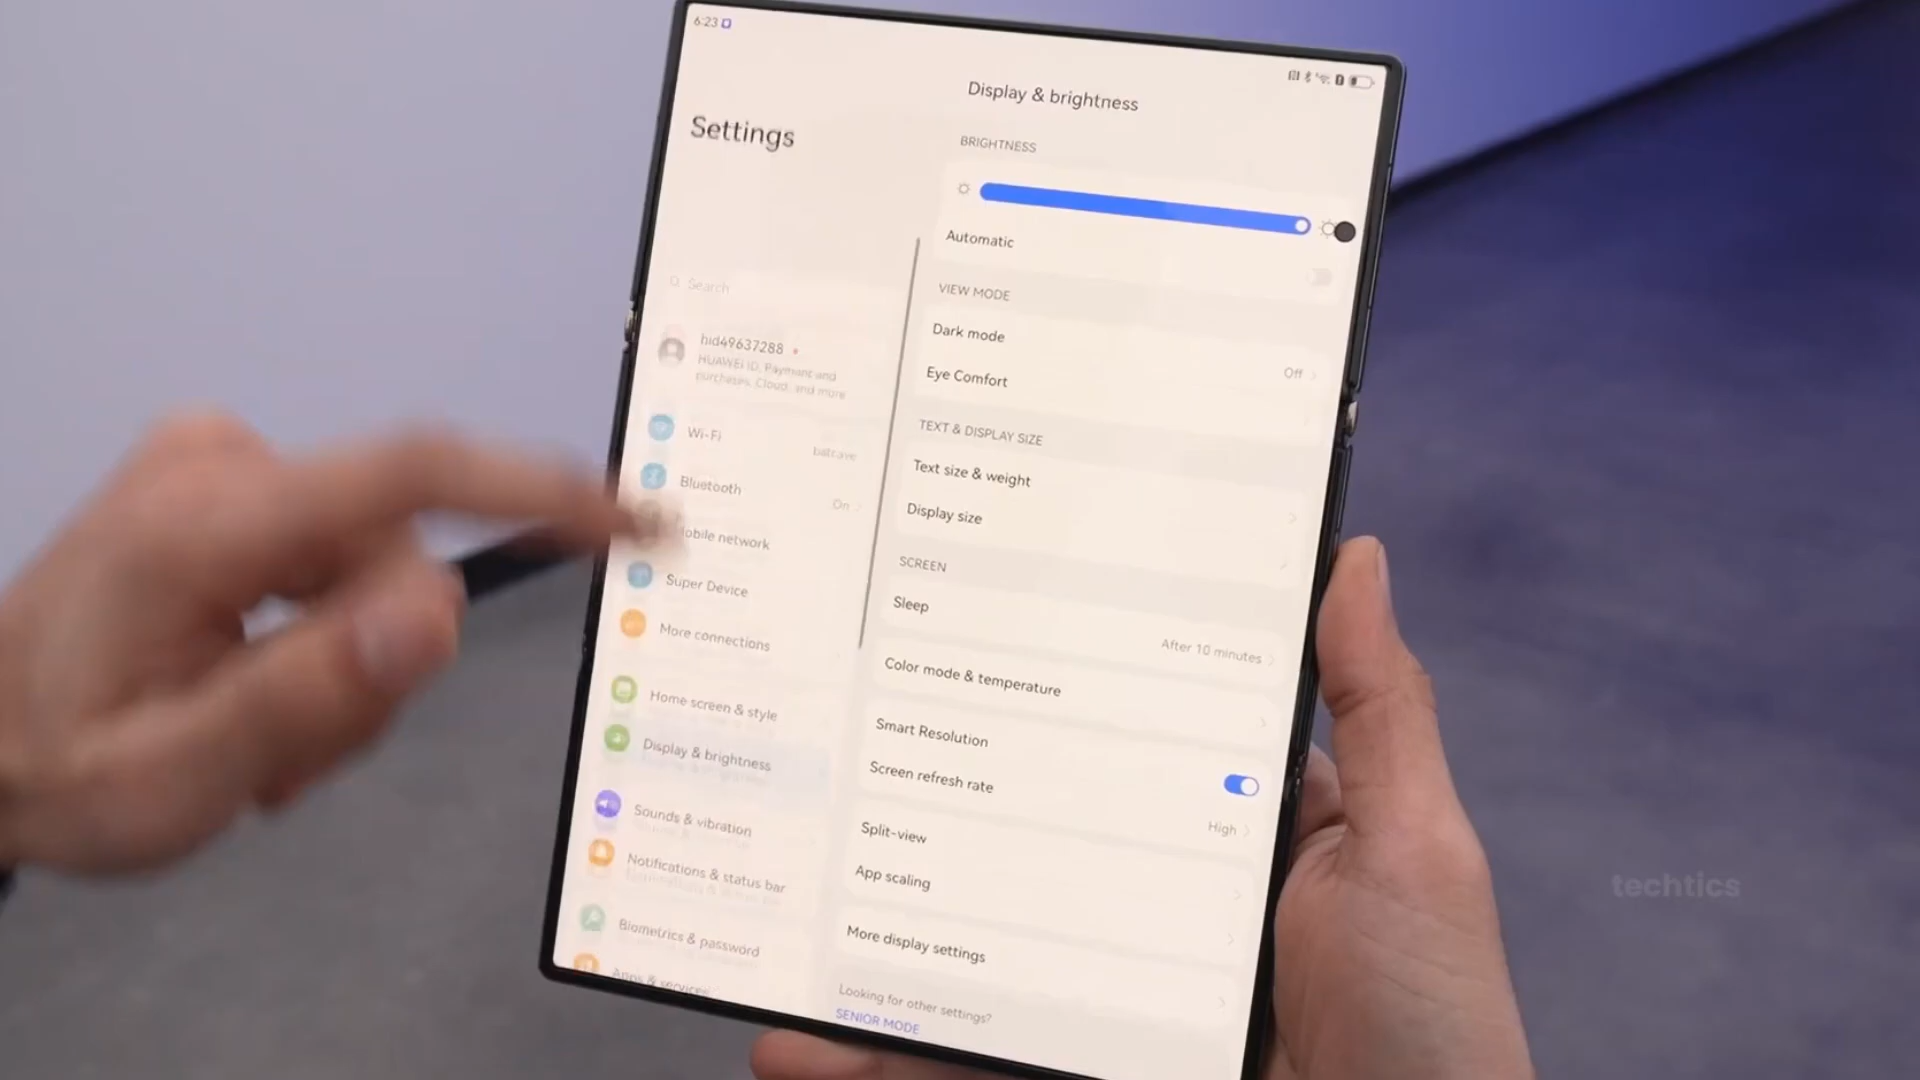 6:23
Display & brightness
Settings
BRIGHTNESS
Automatic
VIEW MODE
Dark mode
Off
Eye Comfort
TEXT & DISPLAY SIZE
Text size & weight
Display size
SCREEN
Sleep
After 10 minutes
Color mode & temperature
Smart Resolution
Screen refresh rate
High
Split-view
App scaling
More display settings
Looking for other settings?
SENIOR MODE
Search
hid49637288
HUAWEI ID, Payment and
purchases, Cloud, and more
Wi-Fi
batcave
Bluetooth
On
obile network
Super Device
More connections
Home screen & style
Display & brightness
Sounds & vibration
Notifications & status bar
Biometrics & password
Apps & services
techtics